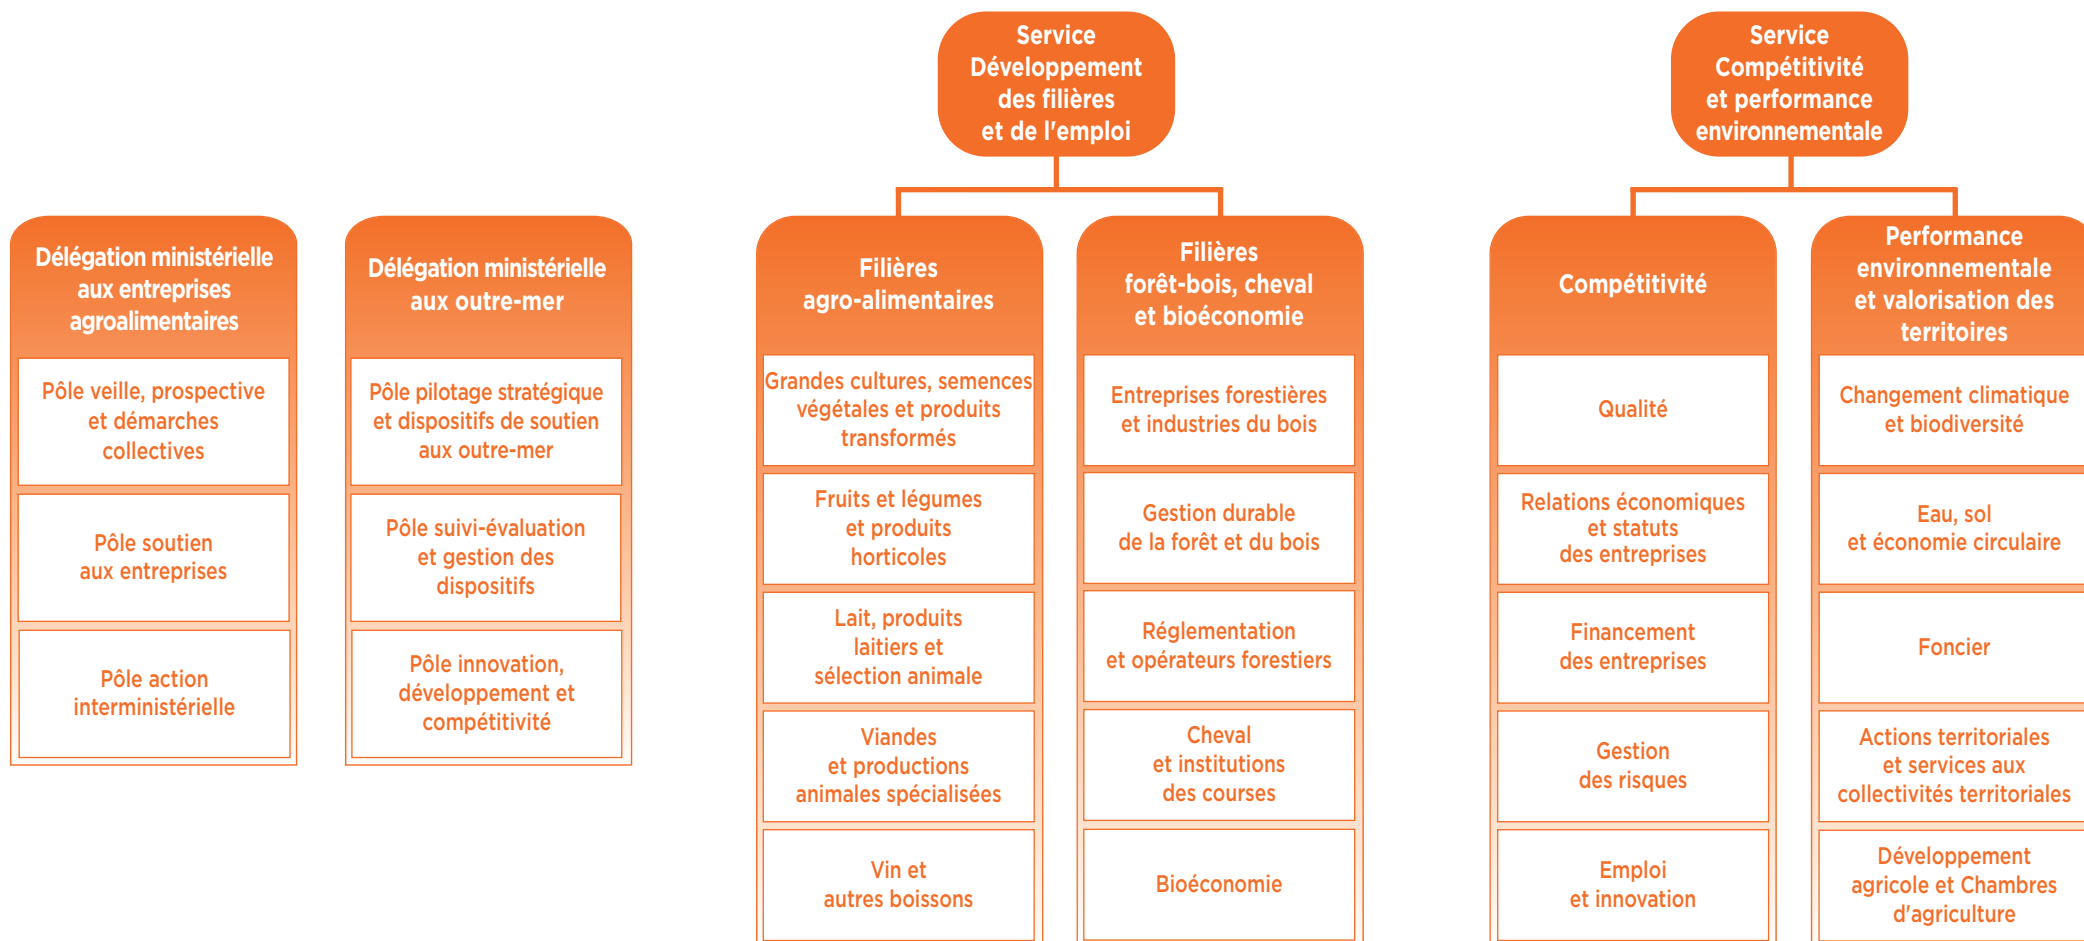 Service
Développement
des filières
et de l'emploi
Service
Compétitivité
et performance
environnementale
Délégation ministérielle
aux entreprises
agroalimentaires
Pôle veille, prospective
et démarches
collectives
Pôle soutien
aux entreprises
Pôle action
interministérielle
Délégation ministérielle
aux outre-mer
Pôle pilotage stratégique
et dispositifs de soutien
aux outre-mer
Pôle suivi-évaluation
et gestion des
dispositifs
Pôle innovation,
développement et
compétitivité
Filières
agro-alimentaires
Grandes cultures, semences
végétales et produits
transformés
Fruits et légumes
et produits
horticoles
Lait, produits
laitiers et
sélection animale
Viandes
et productions
animales spécialisées
Vin et
autres boissons
Filières
forêt-bois, cheval
et bioéconomie
Entreprises forestières
et industries du bois
Gestion durable
de la forêt et du bois
Réglementation
et opérateurs forestiers
Cheval
et institutions
des courses
Bioéconomie
Compétitivité
Qualité
Relations économiques
et statuts
des entreprises
Financement
des entreprises
Gestion
des risques
Emploi
et innovation
Performance
environnementale
et valorisation des
territoires
Changement climatique
et biodiversité
Eau, sol
et économie circulaire
Foncier
Actions territoriales
et services aux
collectivités territoriales
Développement
agricole et Chambres
d'agriculture